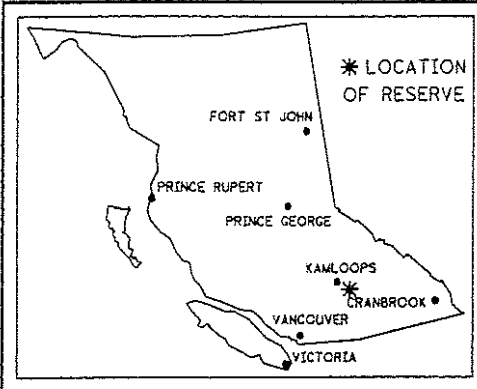 * LOCATION
OF RESERVE
FORT ST JOHN
PRINCE RUPERT
PRINCE GEORGE
KAMLOOPS
CRANBROOK
VANCOUVER
VICTORIA